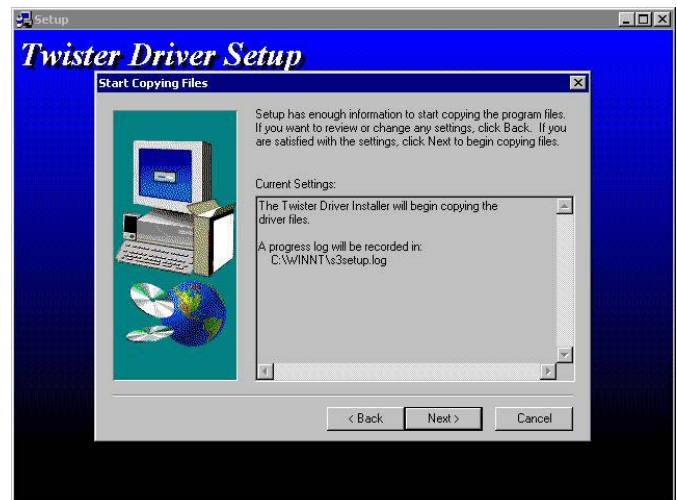 Setup
Twister Driver Setup
Start Copying Files
Setup has enough information to start copying the program files.
If you want to review or change any settings, click Back. If you
are satisfied with the settings, click Next to begin copying files.
Current Settings:
The Twister Driver Installer will begin copying the
driver files.
A progress log will be recorded in:
C:\WINNT\s3setup.log
< Back
Next >
Cancel